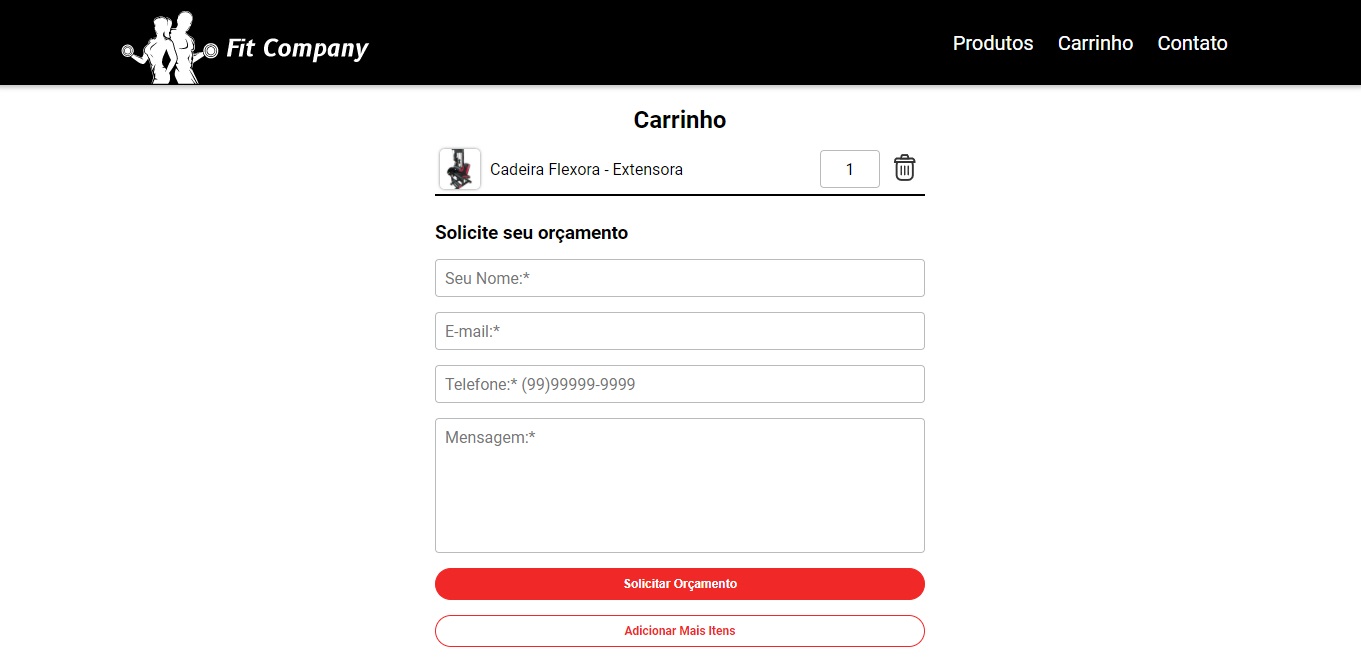 Fit Company
Produtos Carrinho Contato
Carrinho
Cadeira Flexora - Extensora 1
Solicite seu orçamento
Seu Nome:*
E-mail:*
Telefone:* (99)99999-9999
Mensagem:*
Solicitar Orçamento
Adicionar Mais Itens